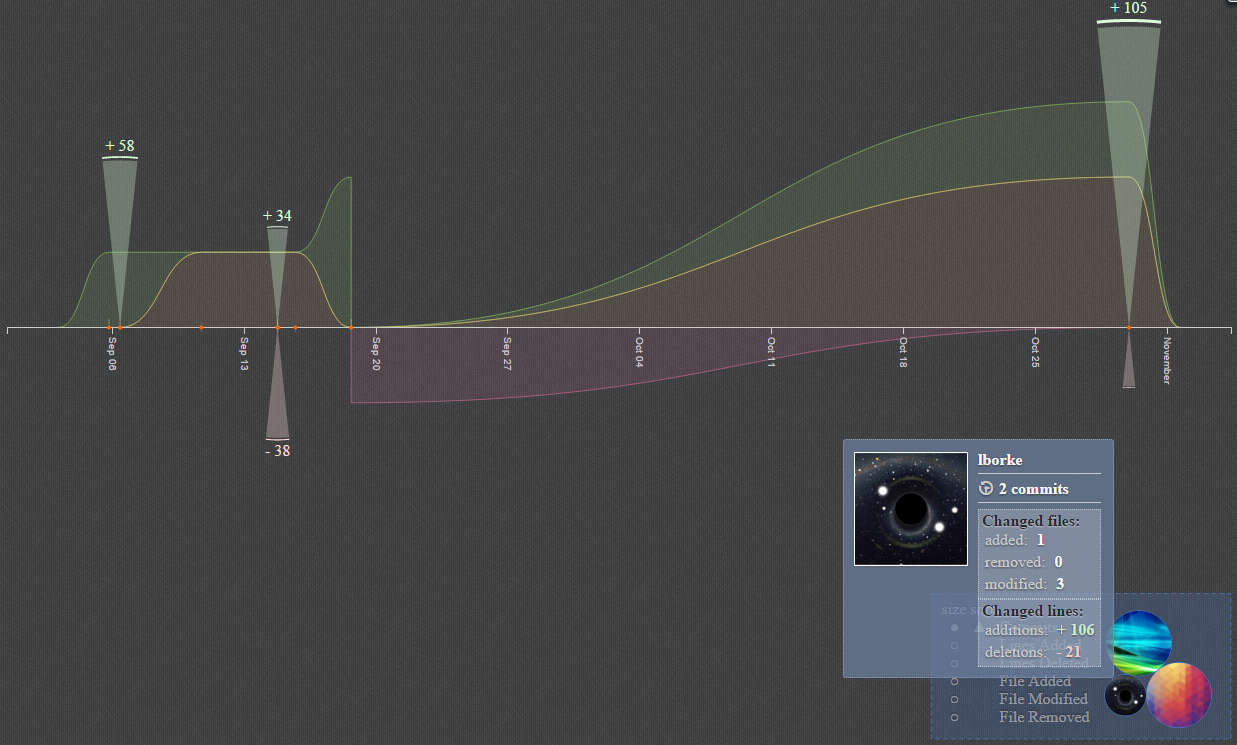 + 105
+ 58
+ 34
Sep 06
Sep 13
Sep 20
Sep 27
Oct 04
Oct 11
Oct 18
Oct 25
November
- 38
lborke
2 commits
Changed files:
added: 1
removed: 0
modified: 3
Changed lines:
additions: + 106
deletions: - 21
size
Lines Added
Lines Deleted
File Added
File Modified
File Removed